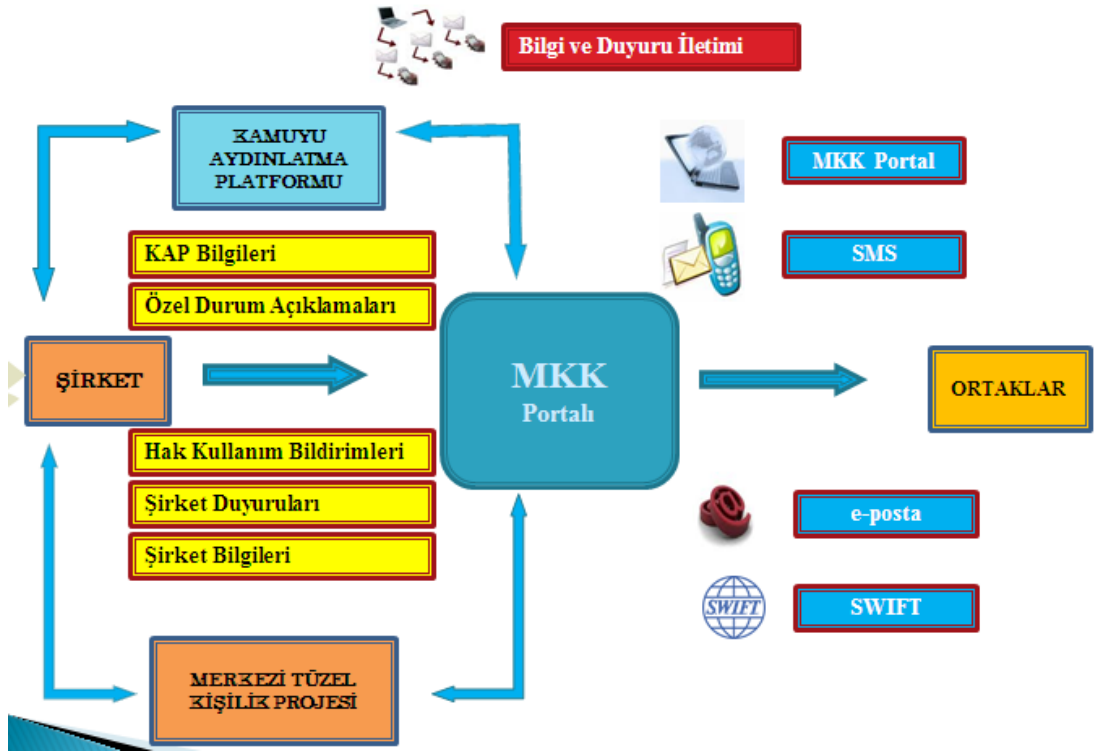 Bilgi ve Duyuru İletimi
KAMUYU
AYDINLATMA
PLATFORMU
MKK Portal
KAP Bilgileri
SMS
Özel Durum Açıklamaları
ŞİRKET
MKK
Portalı
ORTAKLAR
Hak Kullanım Bildirimleri
Şirket Duyuruları
e-posta
Şirket Bilgileri
SWIFT
SWIFT
MERKEZİ TÜZEL
KİŞİLİK PROJESİ